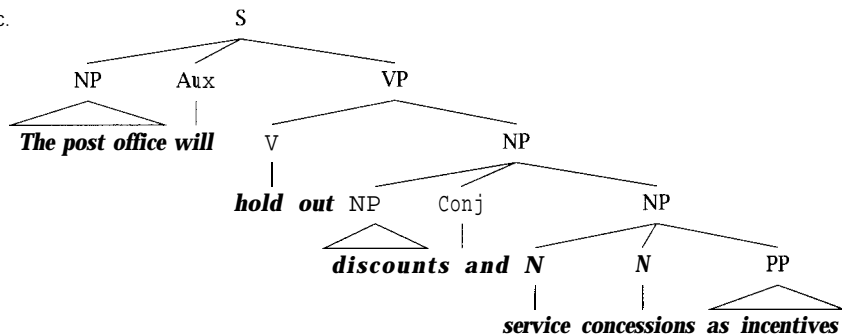 c.
S
NP Aux VP
The post office will V NP
hold out NP Conj NP
discounts and N N PP
service concessions as incentives